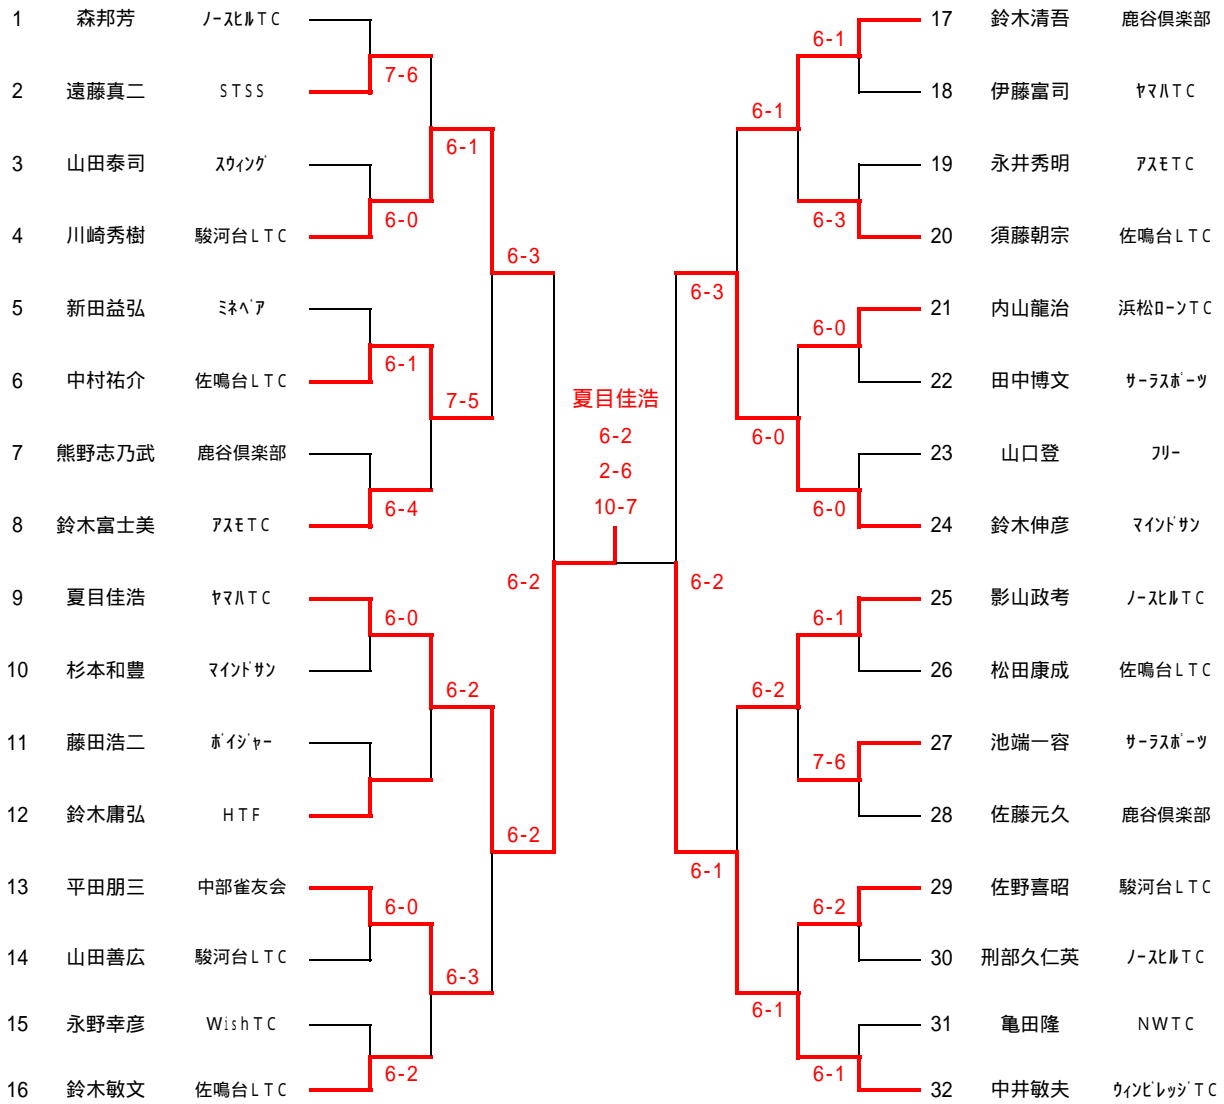 1 森邦芳 ﾉｰｽﾋﾙTC
7-6
2 遠藤真二 STSS
6-1
3 山田泰司 ｽｳｨﾝｸﾞ
6-0
4 川崎秀樹 駿河台LTC
6-3
5 新田益弘 ﾐﾈﾍﾞｱ
6-1
6 中村祐介 佐鳴台LTC
7-5
7 熊野志乃武 鹿谷倶楽部
6-4
8 鈴木富士美 ｱｽﾓTC
6-2
9 夏目佳浩 ﾔﾏﾊTC
6-0
10 杉本和豊 ﾏｲﾝﾄﾞｻﾝ
6-2
11 藤田浩二 ﾎﾞｲｼﾞｬｰ
12 鈴木庸弘 HTF
6-2
13 平田朋三 中部雀友会
6-0
14 山田善広 駿河台LTC
6-3
15 永野幸彦 WishTC
6-2
16 鈴木敏文 佐鳴台LTC
夏目佳浩
6-2
2-6
10-7
17 鈴木清吾 鹿谷倶楽部
6-1
18 伊藤富司 ﾔﾏﾊTC
6-1
19 永井秀明 ｱｽﾓTC
6-3
20 須藤朝宗 佐鳴台LTC
6-3
21 内山龍治 浜松ﾛｰﾝTC
6-0
22 田中博文 ｻｰﾗｽﾎﾟｰﾂ
6-0
23 山口登 ﾌﾘｰ
6-0
24 鈴木伸彦 ﾏｲﾝﾄﾞｻﾝ
6-2
25 影山政考 ﾉｰｽﾋﾙTC
6-1
26 松田康成 佐鳴台LTC
6-2
27 池端一容 ｻｰﾗｽﾎﾟｰﾂ
7-6
28 佐藤元久 鹿谷倶楽部
6-1
29 佐野喜昭 駿河台LTC
6-2
30 刑部久仁英 ﾉｰｽﾋﾙTC
6-1
31 亀田隆 NWTC
6-1
32 中井敏夫 ｳｨﾝﾋﾞﾚｯｼﾞTC